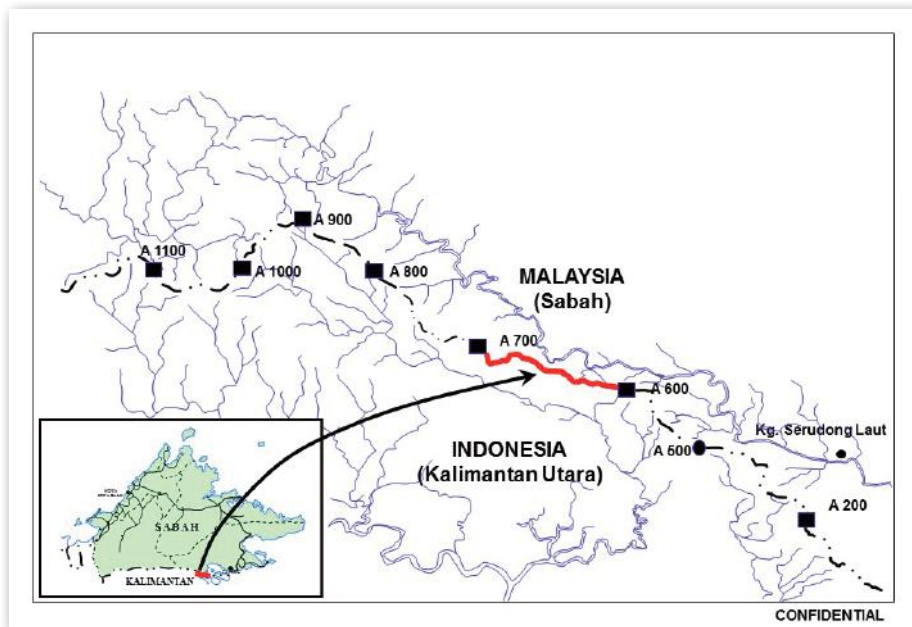 A 900
A 1100
A 1000
A 800
MALAYSIA
(Sabah)
A 700
A 600
Kg. Serudong Laut
INDONESIA
(Kalimantan Utara)
A 500
A 200
SABAH
KALIMANTAN
CONFIDENTIAL